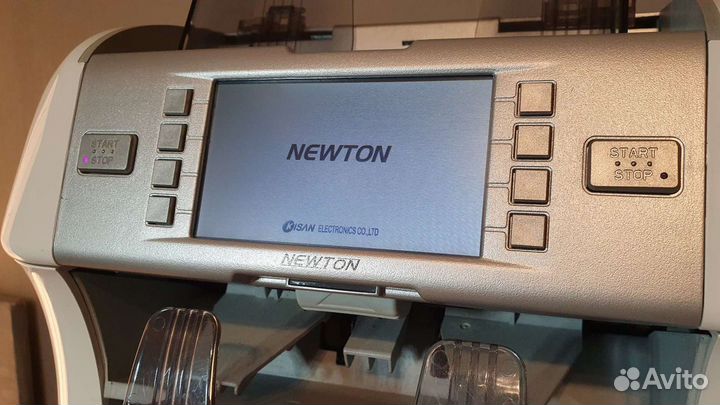 START
STOP
NEWTON
KISAN ELECTRONICS CO.,LTD
START
STOP
NEWTON
Avito